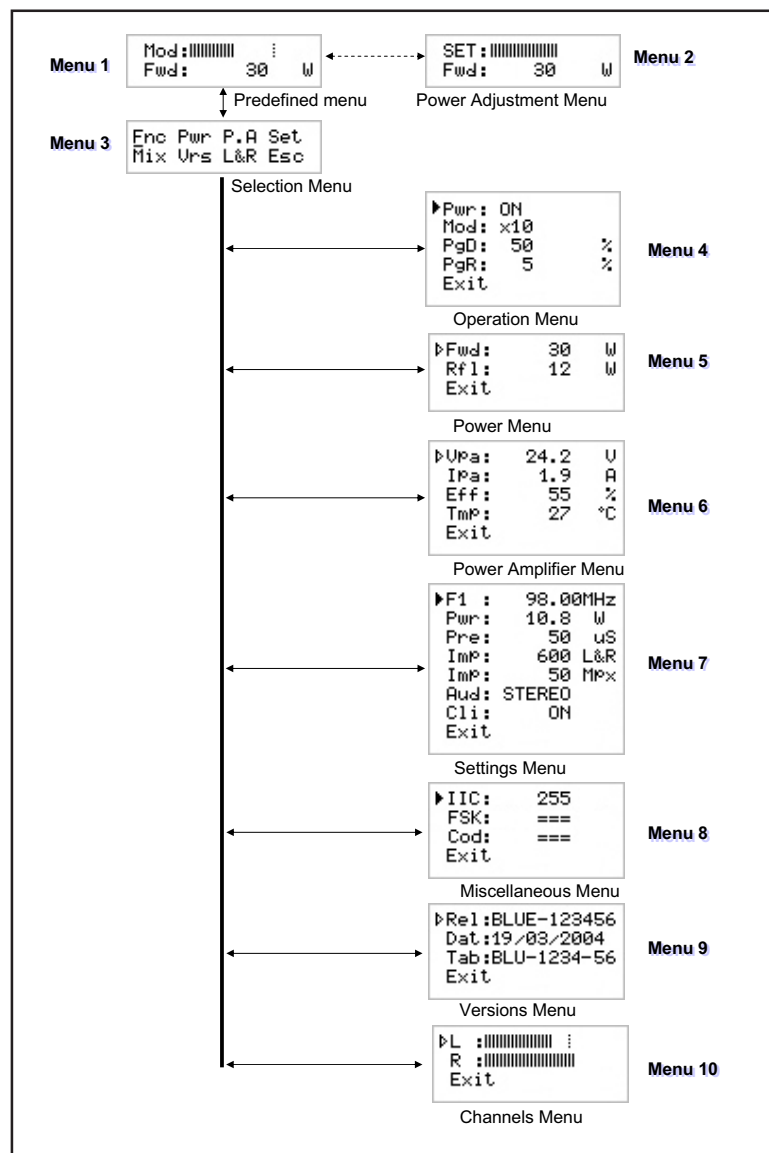 Menu 1
Mod:
Fwd: 30 W
SET:
Fwd: 30 W
Menu 2
Predefined menu
Power Adjustment Menu
Menu 3
Fnc Pwr P.A Set
Mix Vrs L&R Esc
Selection Menu
Pwr: ON
Mod: x10
PgD: 50 %
PgR: 5 %
Exit
Menu 4
Operation Menu
Fwd: 30 W
Rfl: 12 W
Exit
Menu 5
Power Menu
Vpa: 24.2 V
Ipa: 1.9 A
Eff: 55 %
Tmp: 27 °C
Exit
Menu 6
Power Amplifier Menu
F1 : 98.00MHz
Pwr: 10.8 W
Pre: 50 uS
Imp: 600 L&R
Imp: 50 Mpx
Aud: STEREO
Cli: ON
Exit
Menu 7
Settings Menu
IIC: 255
FSK: ===
Cod: ===
Exit
Menu 8
Miscellaneous Menu
Rel:BLUE-123456
Dat:19/03/2004
Tab:BLU-1234-56
Exit
Menu 9
Versions Menu
L :
R :
Exit
Menu 10
Channels Menu